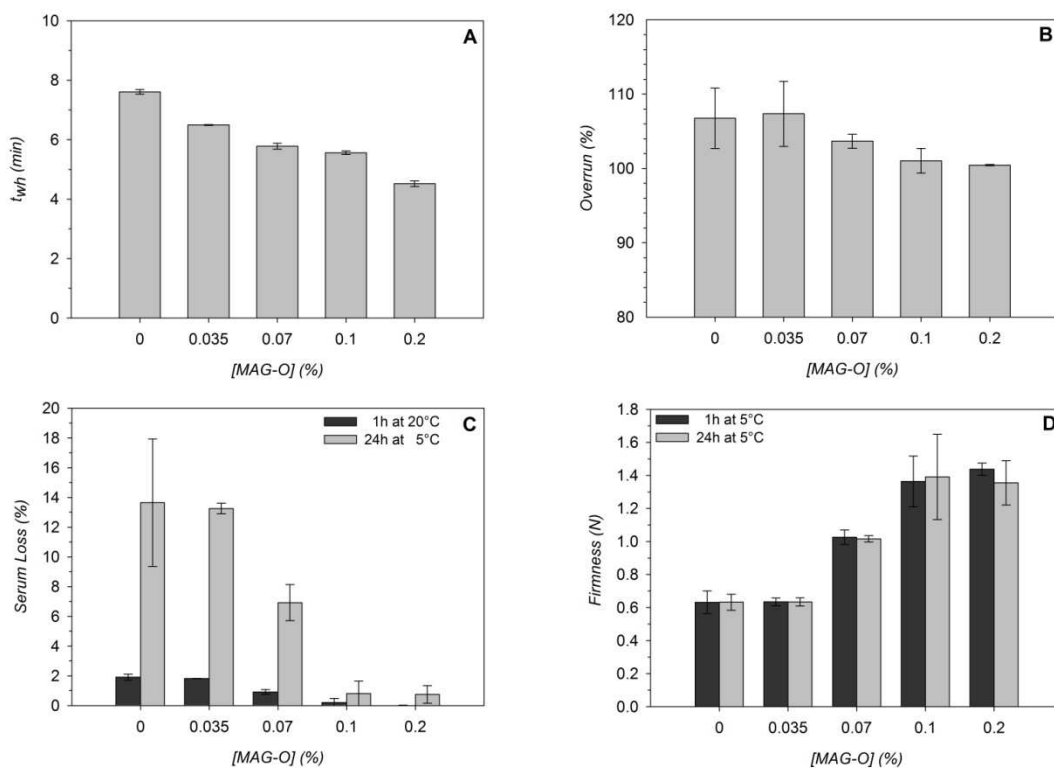 A
t_wh (min)
10
8
6
4
2
0
0 0.035 0.07 0.1 0.2
[MAG-O] (%)
B
Overrun (%)
120
110
100
90
80
0 0.035 0.07 0.1 0.2
[MAG-O] (%)
C
1h at 20°C
24h at 5°C
Serum Loss (%)
20
18
16
14
12
10
8
6
4
2
0
0 0.035 0.07 0.1 0.2
[MAG-O] (%)
D
1h at 5°C
24h at 5°C
Firmness (N)
1.8
1.6
1.4
1.2
1.0
0.8
0.6
0.4
0.2
0.0
0 0.035 0.07 0.1 0.2
[MAG-O] (%)